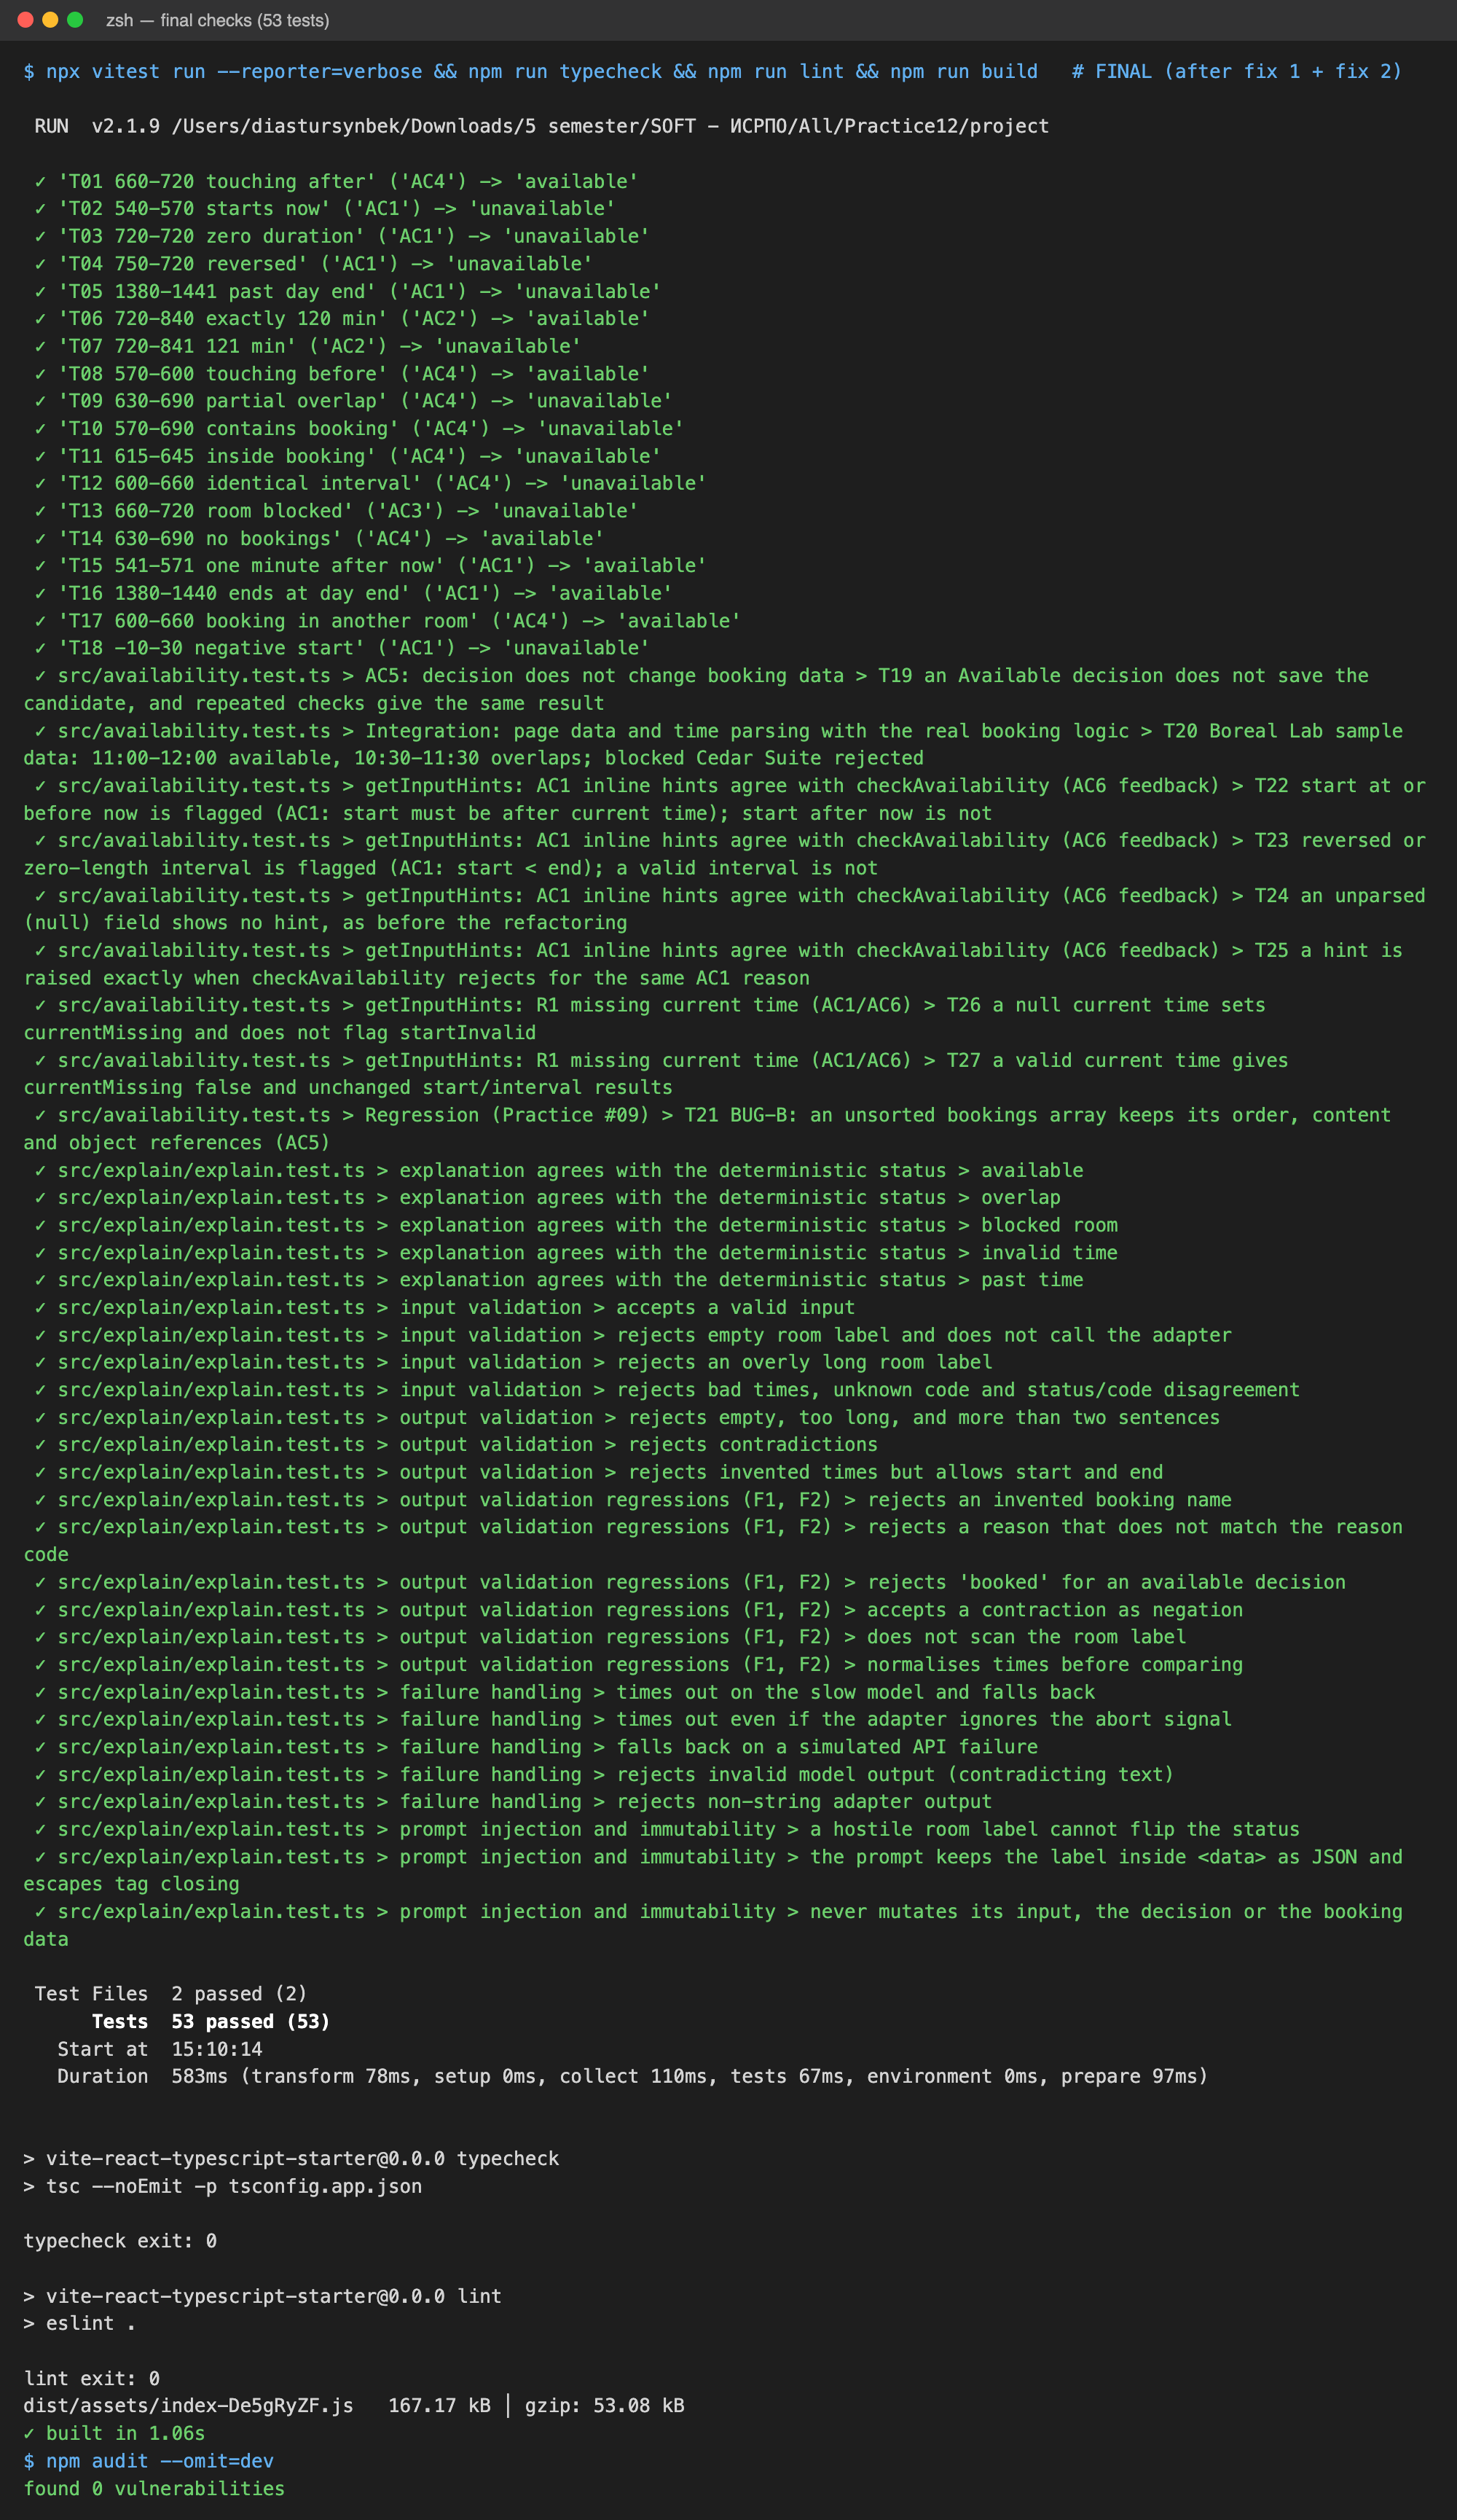 zsh — final checks (53 tests)
$ npx vitest run --reporter=verbose && npm run typecheck && npm run lint && npm run build   # FINAL (after fix 1 + fix 2)
RUN  v2.1.9 /Users/diastursynbek/Downloads/5 semester/SOFT - ИСРПО/All/Practice12/project
✓ 'T01 660-720 touching after' ('AC4') -> 'available'
✓ 'T02 540-570 starts now' ('AC1') -> 'unavailable'
✓ 'T03 720-720 zero duration' ('AC1') -> 'unavailable'
✓ 'T04 750-720 reversed' ('AC1') -> 'unavailable'
✓ 'T05 1380-1441 past day end' ('AC1') -> 'unavailable'
✓ 'T06 720-840 exactly 120 min' ('AC2') -> 'available'
✓ 'T07 720-841 121 min' ('AC2') -> 'unavailable'
✓ 'T08 570-600 touching before' ('AC4') -> 'available'
✓ 'T09 630-690 partial overlap' ('AC4') -> 'unavailable'
✓ 'T10 570-690 contains booking' ('AC4') -> 'unavailable'
✓ 'T11 615-645 inside booking' ('AC4') -> 'unavailable'
✓ 'T12 600-660 identical interval' ('AC4') -> 'unavailable'
✓ 'T13 660-720 room blocked' ('AC3') -> 'unavailable'
✓ 'T14 630-690 no bookings' ('AC4') -> 'available'
✓ 'T15 541-571 one minute after now' ('AC1') -> 'available'
✓ 'T16 1380-1440 ends at day end' ('AC1') -> 'available'
✓ 'T17 600-660 booking in another room' ('AC4') -> 'available'
✓ 'T18 -10-30 negative start' ('AC1') -> 'unavailable'
✓ src/availability.test.ts > AC5: decision does not change booking data > T19 an Available decision does not save the
candidate, and repeated checks give the same result
✓ src/availability.test.ts > Integration: page data and time parsing with the real booking logic > T20 Boreal Lab sample
data: 11:00-12:00 available, 10:30-11:30 overlaps; blocked Cedar Suite rejected
✓ src/availability.test.ts > getInputHints: AC1 inline hints agree with checkAvailability (AC6 feedback) > T22 start at or
before now is flagged (AC1: start must be after current time); start after now is not
✓ src/availability.test.ts > getInputHints: AC1 inline hints agree with checkAvailability (AC6 feedback) > T23 reversed or
zero-length interval is flagged (AC1: start < end); a valid interval is not
✓ src/availability.test.ts > getInputHints: AC1 inline hints agree with checkAvailability (AC6 feedback) > T24 an unparsed
(null) field shows no hint, as before the refactoring
✓ src/availability.test.ts > getInputHints: AC1 inline hints agree with checkAvailability (AC6 feedback) > T25 a hint is
raised exactly when checkAvailability rejects for the same AC1 reason
✓ src/availability.test.ts > getInputHints: R1 missing current time (AC1/AC6) > T26 a null current time sets
currentMissing and does not flag startInvalid
✓ src/availability.test.ts > getInputHints: R1 missing current time (AC1/AC6) > T27 a valid current time gives
currentMissing false and unchanged start/interval results
✓ src/availability.test.ts > Regression (Practice #09) > T21 BUG-B: an unsorted bookings array keeps its order, content
and object references (AC5)
✓ src/explain/explain.test.ts > explanation agrees with the deterministic status > available
✓ src/explain/explain.test.ts > explanation agrees with the deterministic status > overlap
✓ src/explain/explain.test.ts > explanation agrees with the deterministic status > blocked room
✓ src/explain/explain.test.ts > explanation agrees with the deterministic status > invalid time
✓ src/explain/explain.test.ts > explanation agrees with the deterministic status > past time
✓ src/explain/explain.test.ts > input validation > accepts a valid input
✓ src/explain/explain.test.ts > input validation > rejects empty room label and does not call the adapter
✓ src/explain/explain.test.ts > input validation > rejects an overly long room label
✓ src/explain/explain.test.ts > input validation > rejects bad times, unknown code and status/code disagreement
✓ src/explain/explain.test.ts > output validation > rejects empty, too long, and more than two sentences
✓ src/explain/explain.test.ts > output validation > rejects contradictions
✓ src/explain/explain.test.ts > output validation > rejects invented times but allows start and end
✓ src/explain/explain.test.ts > output validation regressions (F1, F2) > rejects an invented booking name
✓ src/explain/explain.test.ts > output validation regressions (F1, F2) > rejects a reason that does not match the reason
code
✓ src/explain/explain.test.ts > output validation regressions (F1, F2) > rejects 'booked' for an available decision
✓ src/explain/explain.test.ts > output validation regressions (F1, F2) > accepts a contraction as negation
✓ src/explain/explain.test.ts > output validation regressions (F1, F2) > does not scan the room label
✓ src/explain/explain.test.ts > output validation regressions (F1, F2) > normalises times before comparing
✓ src/explain/explain.test.ts > failure handling > times out on the slow model and falls back
✓ src/explain/explain.test.ts > failure handling > times out even if the adapter ignores the abort signal
✓ src/explain/explain.test.ts > failure handling > falls back on a simulated API failure
✓ src/explain/explain.test.ts > failure handling > rejects invalid model output (contradicting text)
✓ src/explain/explain.test.ts > failure handling > rejects non-string adapter output
✓ src/explain/explain.test.ts > prompt injection and immutability > a hostile room label cannot flip the status
✓ src/explain/explain.test.ts > prompt injection and immutability > the prompt keeps the label inside <data> as JSON and
escapes tag closing
✓ src/explain/explain.test.ts > prompt injection and immutability > never mutates its input, the decision or the booking
data
Test Files  2 passed (2)
Tests  53 passed (53)
Start at  15:10:14
Duration  583ms (transform 78ms, setup 0ms, collect 110ms, tests 67ms, environment 0ms, prepare 97ms)
> vite-react-typescript-starter@0.0.0 typecheck
> tsc --noEmit -p tsconfig.app.json
typecheck exit: 0
> vite-react-typescript-starter@0.0.0 lint
> eslint .
lint exit: 0
dist/assets/index-De5gRyZF.js   167.17 kB │ gzip: 53.08 kB
✓ built in 1.06s
$ npm audit --omit=dev
found 0 vulnerabilities